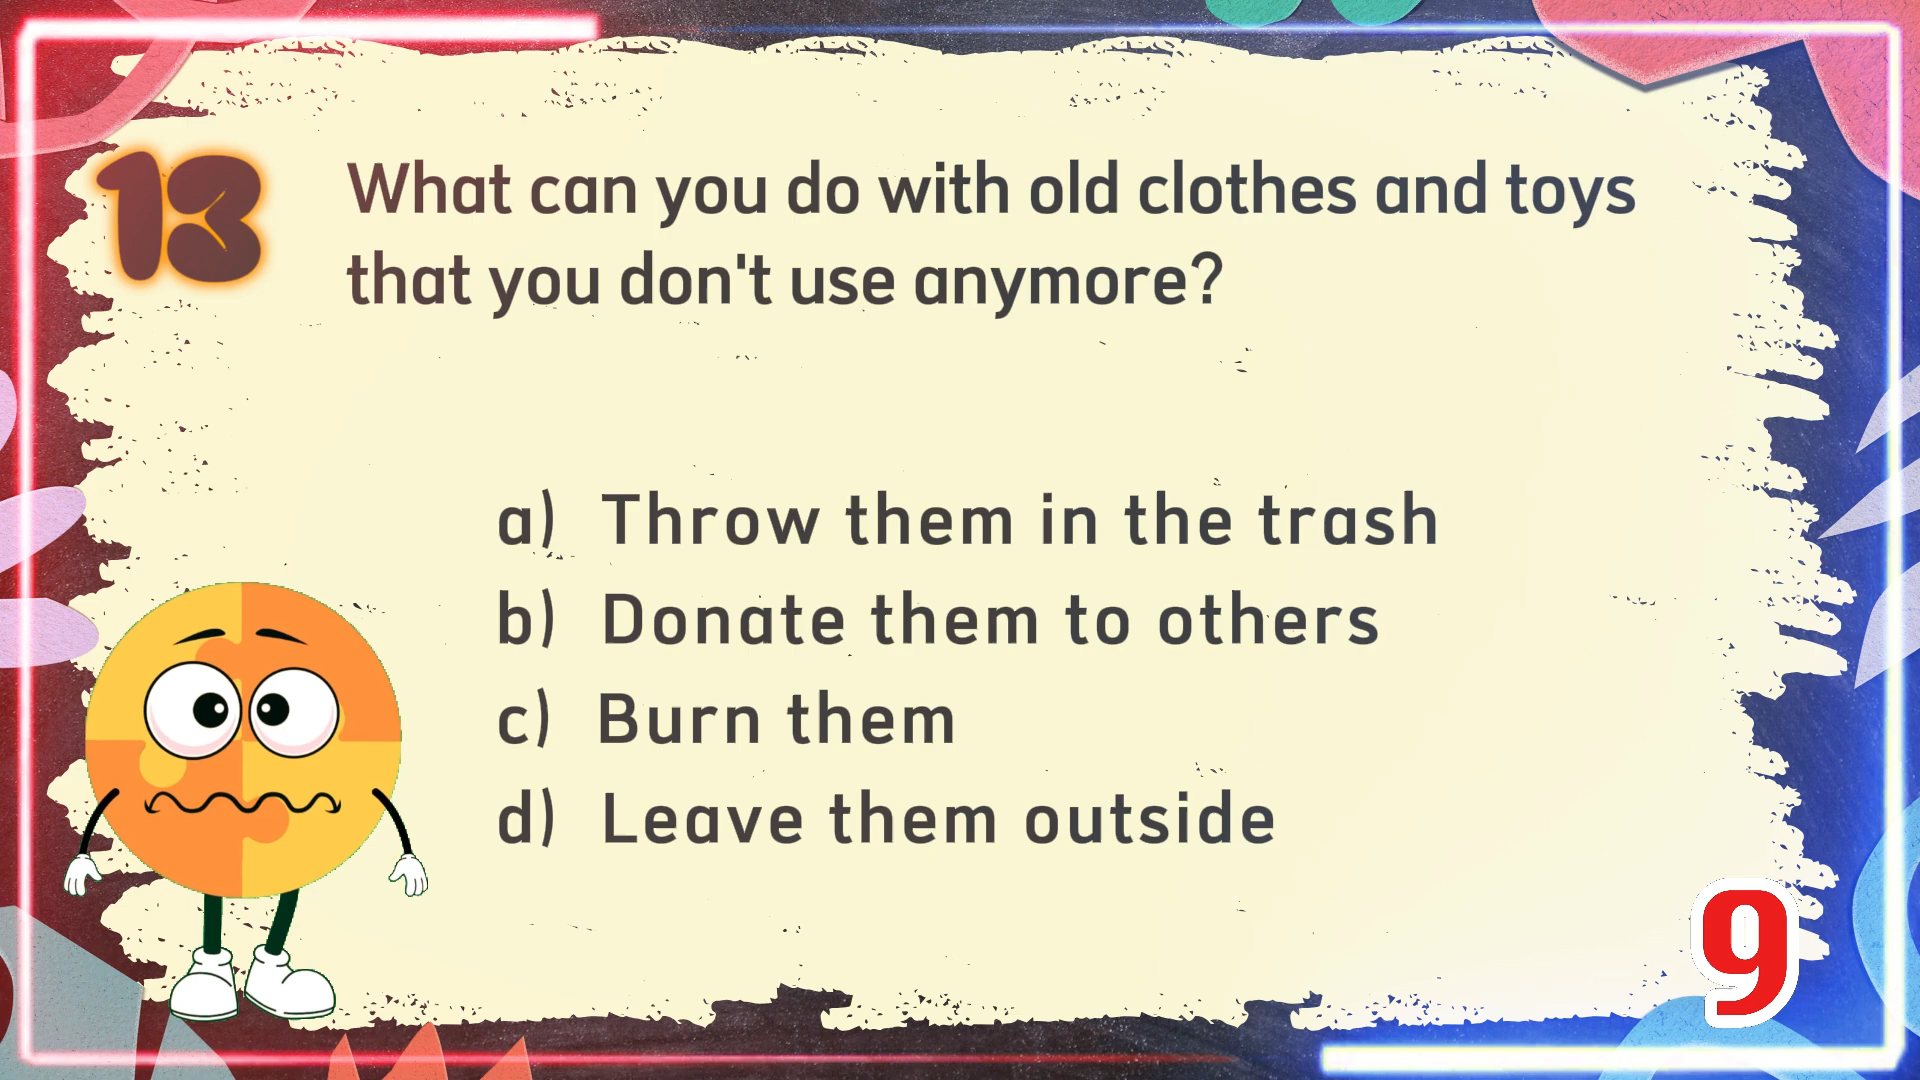 13
What can you do with old clothes and toys
that you don't use anymore?
a) Throw them in the trash
b) Donate them to others
c) Burn them
d) Leave them outside
9